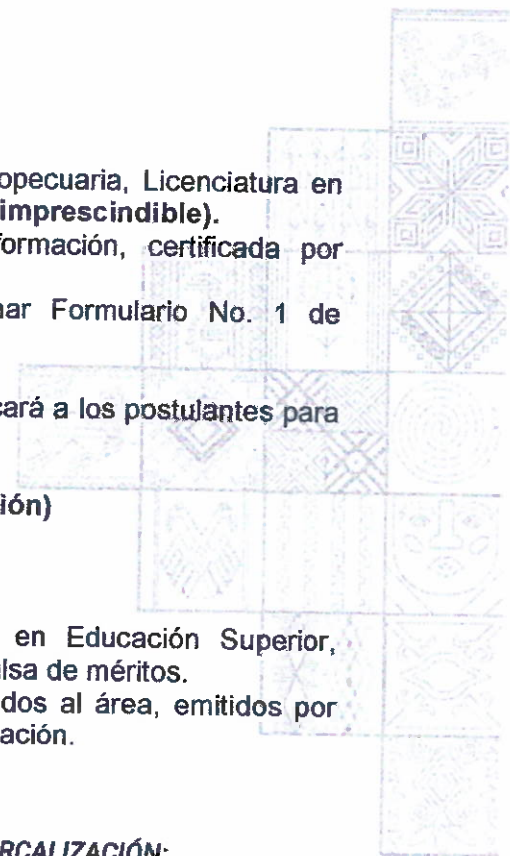 opecuaria, Licenciatura en
imprescindible).
formación, certificada por
nar Formulario No. 1 de
cará a los postulantes para
ión)
en Educación Superior,
ulsa de méritos.
dos al área, emitidos por
ación.
RCALIZACIÓN: